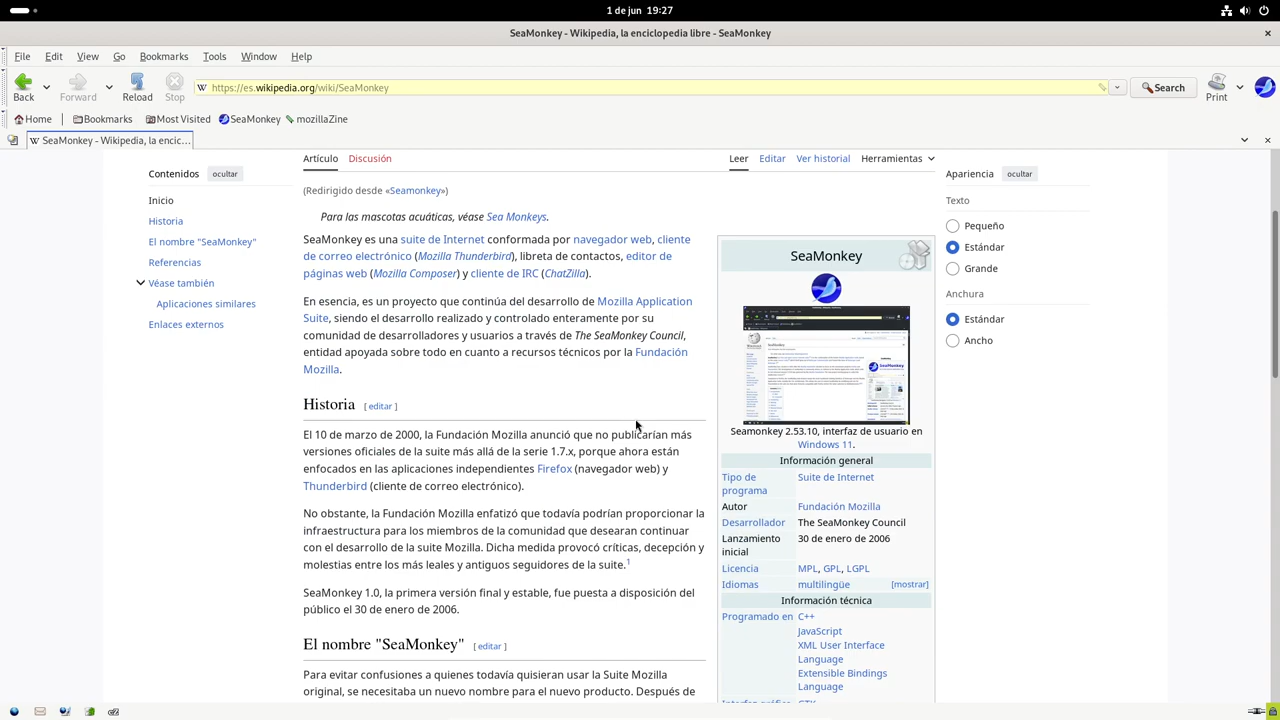 1 de jun  19:27
SeaMonkey - Wikipedia, la enciclopedia libre - SeaMonkey
File Edit View Go Bookmarks Tools Window Help
Back Forward Reload Stop https://es.wikipedia.org/wiki/SeaMonkey Search Print
Home Bookmarks Most Visited SeaMonkey mozillaZine
W SeaMonkey - Wikipedia, la encic...
Contenidos ocultar
Inicio
Historia
El nombre "SeaMonkey"
Referencias
Véase también
Aplicaciones similares
Enlaces externos
Artículo Discusión Leer Editar Ver historial Herramientas
(Redirigido desde «Seamonkey»)
Para las mascotas acuáticas, véase Sea Monkeys.
SeaMonkey es una suite de Internet conformada por navegador web, cliente
de correo electrónico (Mozilla Thunderbird), libreta de contactos, editor de
páginas web (Mozilla Composer) y cliente de IRC (ChatZilla).
En esencia, es un proyecto que continúa del desarrollo de Mozilla Application
Suite, siendo el desarrollo realizado y controlado enteramente por su
comunidad de desarrolladores y usuarios a través de The SeaMonkey Council,
entidad apoyada sobre todo en cuanto a recursos técnicos por la Fundación
Mozilla.
Historia [ editar ]
El 10 de marzo de 2000, la Fundación Mozilla anunció que no publicarían más
versiones oficiales de la suite más allá de la serie 1.7.x, porque ahora están
enfocados en las aplicaciones independientes Firefox (navegador web) y
Thunderbird (cliente de correo electrónico).
No obstante, la Fundación Mozilla enfatizó que todavía podrían proporcionar la
infraestructura para los miembros de la comunidad que desearan continuar
con el desarrollo de la suite Mozilla. Dicha medida provocó críticas, decepción y
molestias entre los más leales y antiguos seguidores de la suite.1
SeaMonkey 1.0, la primera versión final y estable, fue puesta a disposición del
público el 30 de enero de 2006.
El nombre "SeaMonkey" [ editar ]
Para evitar confusiones a quienes todavía quisieran usar la Suite Mozilla
original, se necesitaba un nuevo nombre para el nuevo producto. Después de
SeaMonkey
Seamonkey 2.53.10, interfaz de usuario en
Windows 11.
Información general
Tipo de
programa
Suite de Internet
Autor Fundación Mozilla
Desarrollador The SeaMonkey Council
Lanzamiento
inicial
30 de enero de 2006
Licencia MPL, GPL, LGPL
Idiomas multilingüe [mostrar]
Información técnica
Programado en C++
JavaScript
XML User Interface
Language
Extensible Bindings
Language
Apariencia ocultar
Texto
Pequeño
Estándar
Grande
Anchura
Estándar
Ancho